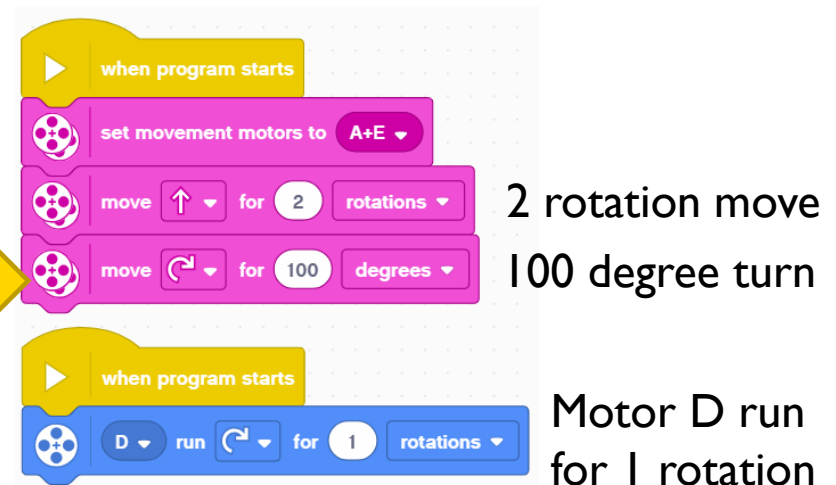 when program starts
set movement motors to A+E
move for 2 rotations
2 rotation move
move for 100 degrees
100 degree turn
when program starts
D run for 1 rotations
Motor D run
for 1 rotation